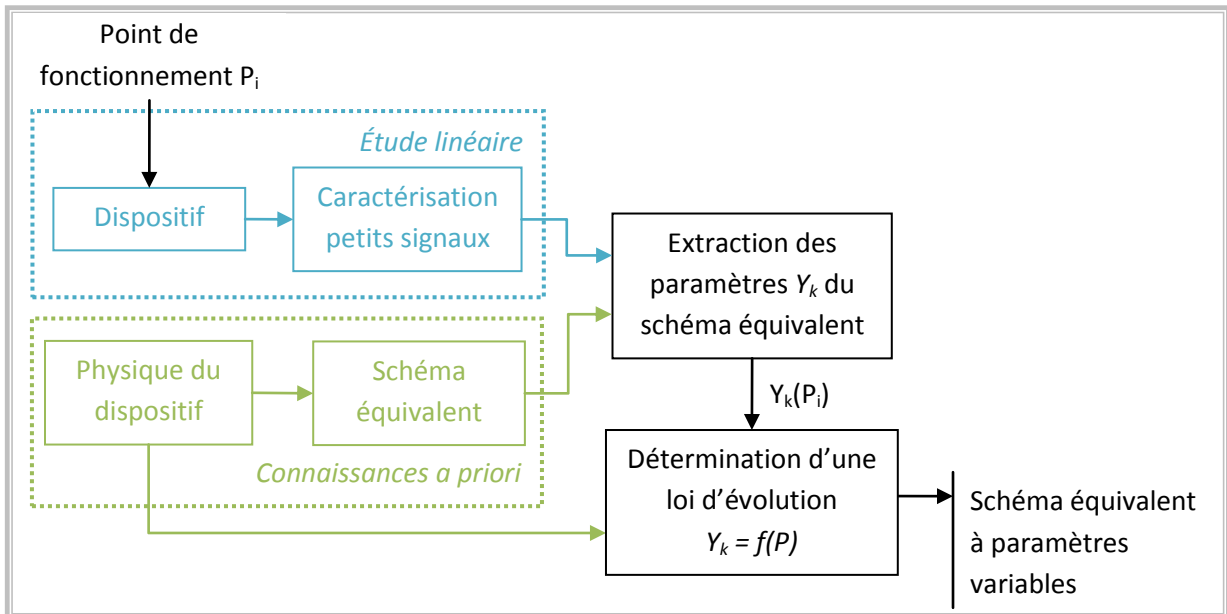 Point de
fonctionnement Pi
Étude linéaire
Dispositif
Caractérisation
petits signaux
Extraction des
paramètres Yk du
schéma équivalent
Physique du
dispositif
Schéma
équivalent
Connaissances a priori
Yk(Pi)
Détermination d’une
loi d’évolution
Yk = f(P)
Schéma équivalent
à paramètres
variables